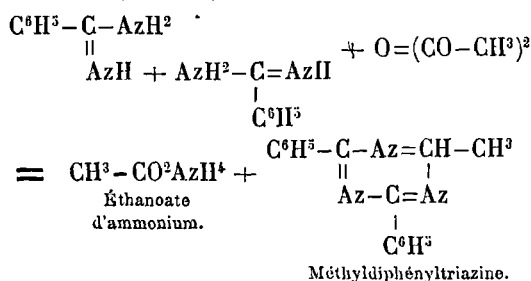 C⁶H⁵–C–AzH²
||
AzH + AzH²–C=AzH + O=(CO–CH³)²
|
C⁶H⁵
= CH³–CO²AzH⁴ + C⁶H⁵–C–Az=CH–CH³
Éthanoate
d'ammonium.
|| |
Az–C=Az
|
C⁶H⁵
Méthyldiphényltriazine.